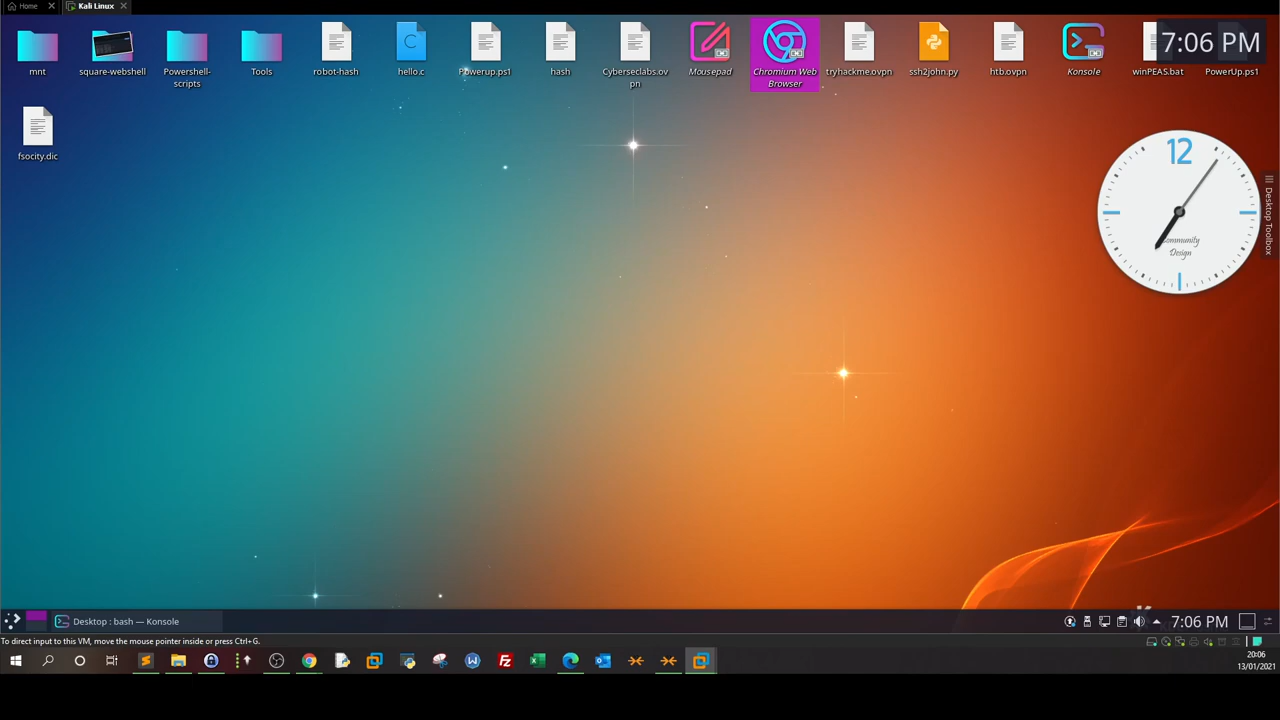 Home
Kali Linux
mnt
square-webshell
Powershell-
scripts
Tools
robot-hash
hello.c
Powerup.ps1
hash
Cyberseclabs.ov
pn
Mousepad
Chromium Web
Browser
tryhackme.ovpn
ssh2john.py
htb.ovpn
Konsole
winPEAS.bat
PowerUp.ps1
7:06 PM
fsocity.dic
12
Community
Design
Desktop Toolbox
Desktop : bash — Konsole
7:06 PM
To direct input to this VM, move the mouse pointer inside or press Ctrl+G.
20:06
13/01/2021